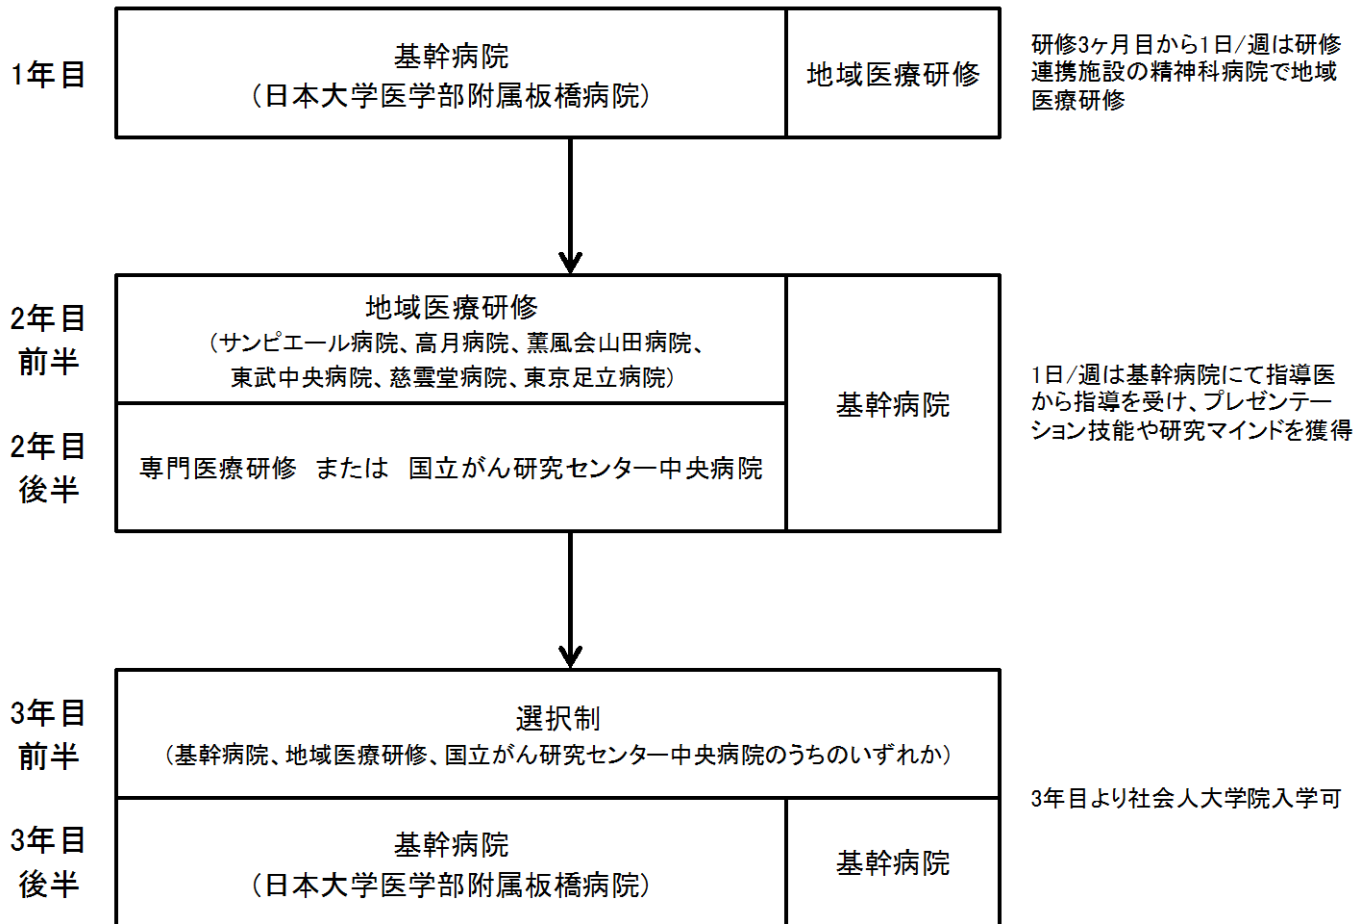 1年目
基幹病院
（日本大学医学部附属板橋病院）
地域医療研修
研修3ヶ月目から1日/週は研修
連携施設の精神科病院で地域
医療研修
2年目
前半
地域医療研修
（サンピエール病院、高月病院、薫風会山田病院、
東武中央病院、慈雲堂病院、東京足立病院）
2年目
後半
専門医療研修　または　国立がん研究センター中央病院
基幹病院
1日/週は基幹病院にて指導医
から指導を受け、プレゼンテー
ション技能や研究マインドを獲得
3年目
前半
選択制
（基幹病院、地域医療研修、国立がん研究センター中央病院のうちのいずれか）
3年目
後半
基幹病院
（日本大学医学部附属板橋病院）
基幹病院
3年目より社会人大学院入学可